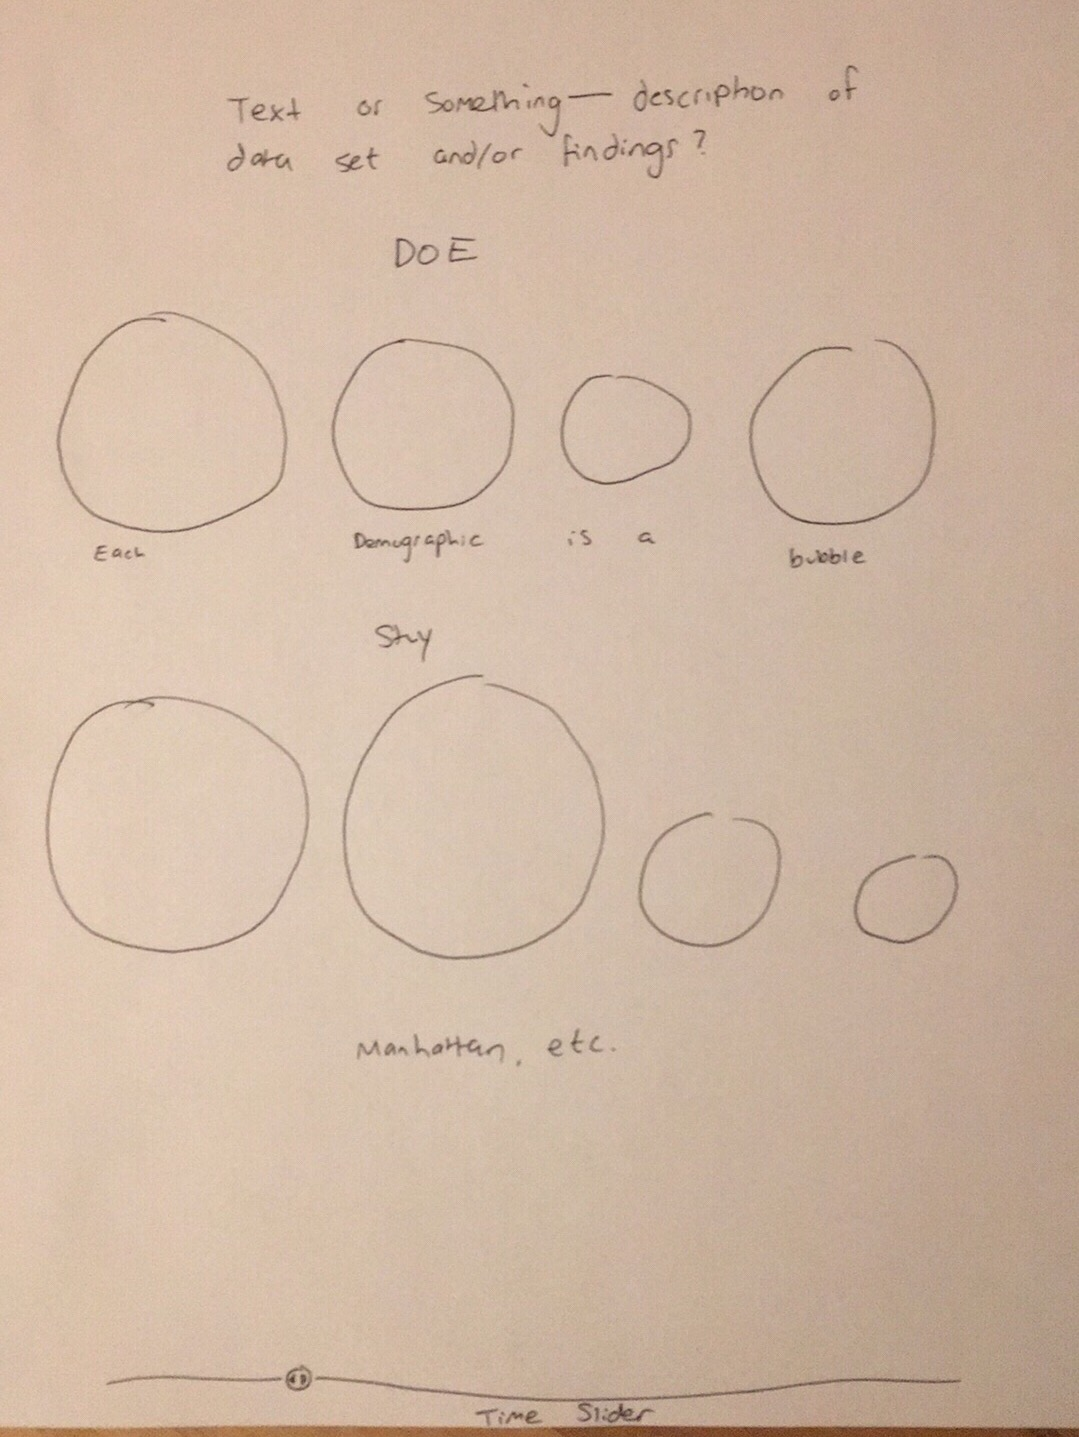 Text or Something— description of
data set and/or findings?
DOE
Each Demographic is a bubble
Stuy
Manhattan, etc.
Time Slider